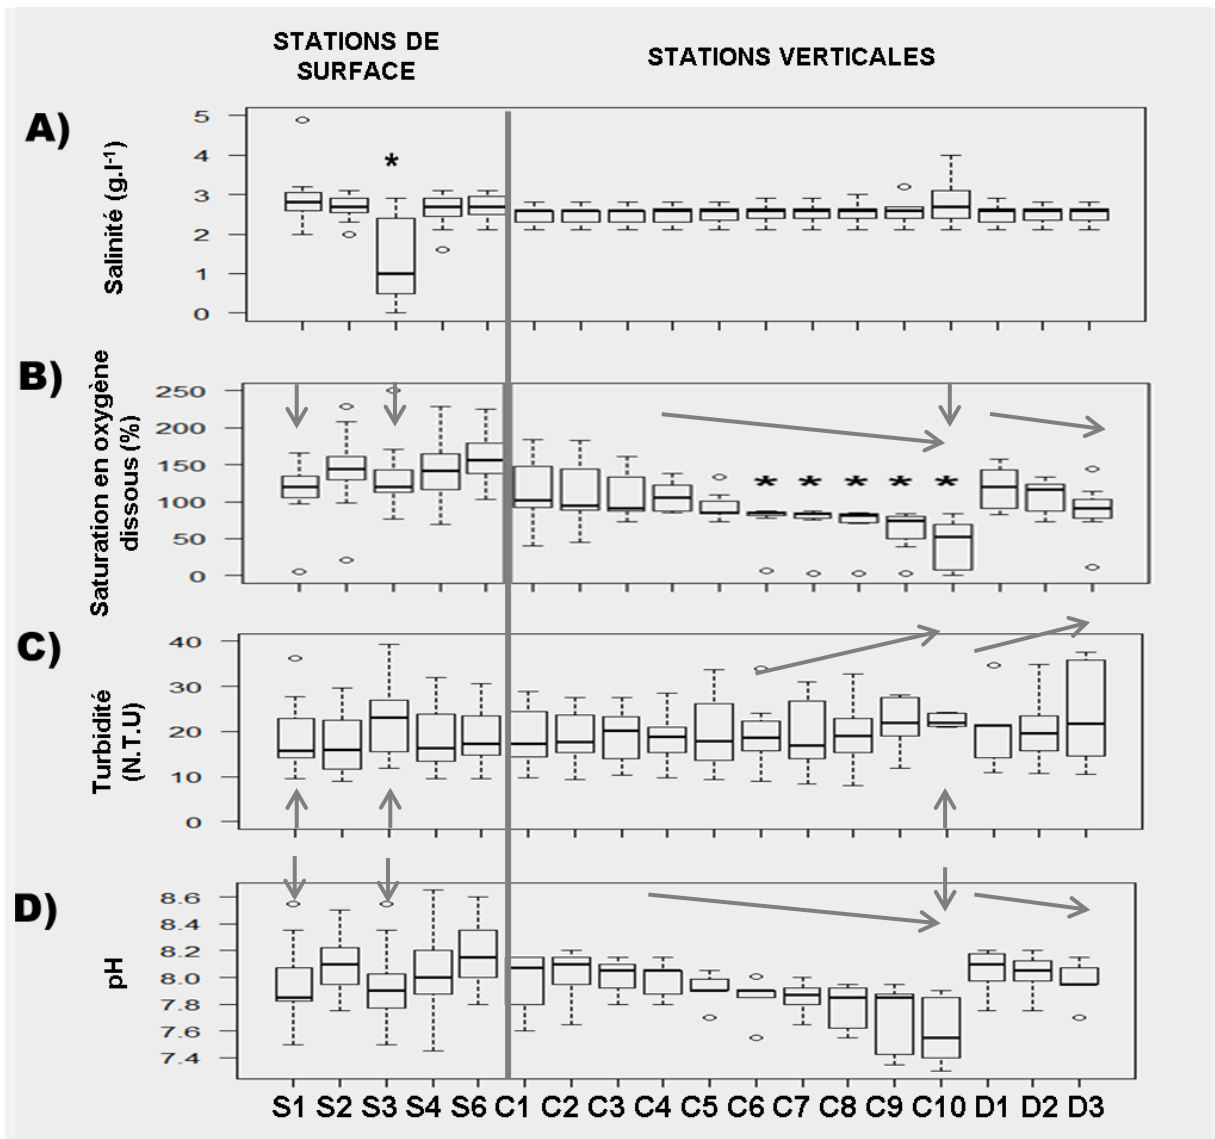 STATIONS DE
SURFACE
STATIONS VERTICALES
A)
Salinité (g.l-1)
5
4
3
2
1
0
*
B)
Saturation en oxygène
dissous (%)
250
200
150
100
50
0
* * * * *
C)
Turbidité
(N.T.U)
40
30
20
10
0
D)
pH
8.6
8.4
8.2
8.0
7.8
7.6
7.4
S1 S2 S3 S4 S6 C1 C2 C3 C4 C5 C6 C7 C8 C9 C10 D1 D2 D3